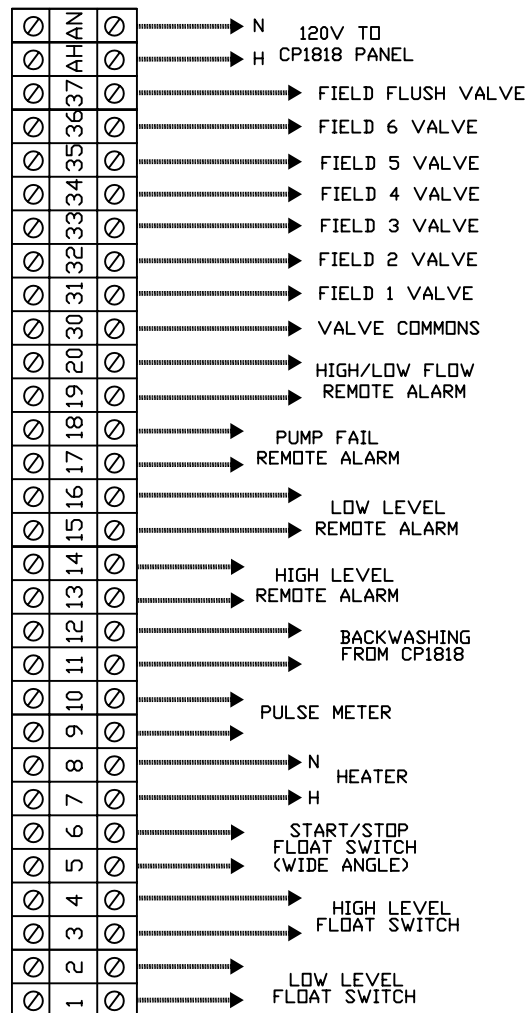 AN N
120V TO
AH H CP1818 PANEL
37 FIELD FLUSH VALVE
36 FIELD 6 VALVE
35 FIELD 5 VALVE
34 FIELD 4 VALVE
33 FIELD 3 VALVE
32 FIELD 2 VALVE
31 FIELD 1 VALVE
30 VALVE COMMONS
20 HIGH/LOW FLOW
19 REMOTE ALARM
18 PUMP FAIL
17 REMOTE ALARM
16 LOW LEVEL
15 REMOTE ALARM
14 HIGH LEVEL
13 REMOTE ALARM
12 BACKWASHING
11 FROM CP1818
10 PULSE METER
9
8 N
HEATER
7 H
6 START/STOP
FLOAT SWITCH
5 (WIDE ANGLE)
4 HIGH LEVEL
3 FLOAT SWITCH
2 LOW LEVEL
1 FLOAT SWITCH